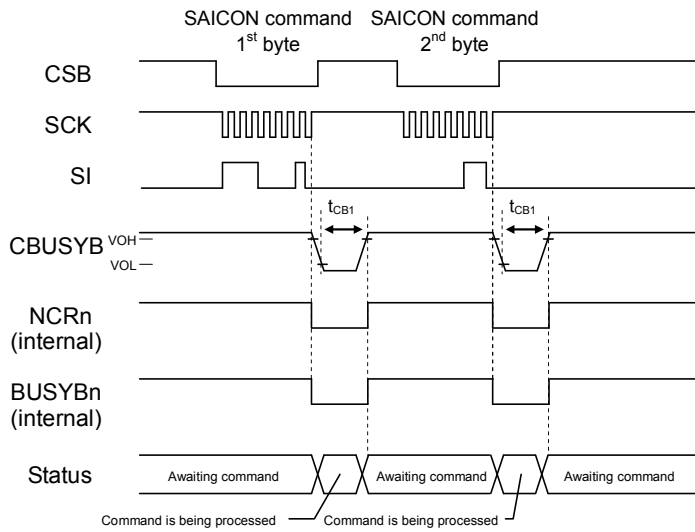 SAICON command
1st byte
SAICON command
2nd byte
CSB
SCK
SI
tCB1
tCB1
CBUSYB
VOH
VOL
NCRn
(internal)
BUSYBn
(internal)
Status
Awaiting command
Awaiting command
Awaiting command
Command is being processed
Command is being processed